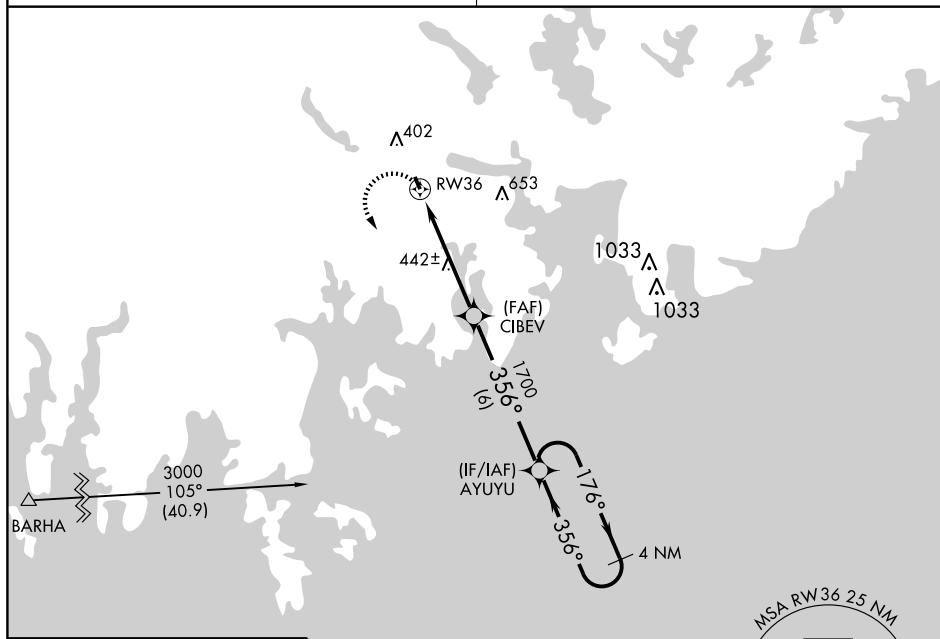 402
RW36
653
442±
1033
1033
(FAF)
CIBEV
1700
356°
(6)
(IF/IAF)
AYUYU
176°
356°
4 NM
3000
105°
(40.9)
BARHA
MSA RW36 25 NM